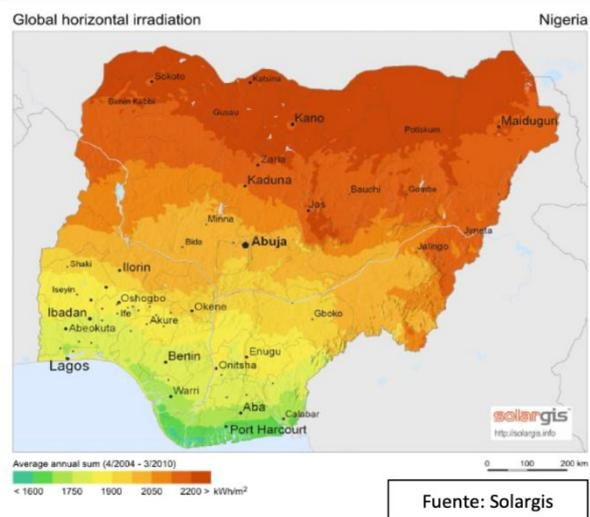 Global horizontal irradiation
Nigeria
Sokoto
Katsina
Birnin Kebbi
Gusau
Kano
Potiskum
Maiduguri
Zaria
Kaduna
Bauchi
Gombe
Jos
Minna
Bida
Abuja
Jimeta
Jalingo
Shaki
Ilorin
Iseyin
Oshogbo
Okene
Gboko
Ibadan
Ife
Akure
Abeokuta
Lagos
Benin
Enugu
Onitsha
Warri
Aba
Calabar
Port Harcourt
solargis
http://solargis.info
Average annual sum (4/2004 - 3/2010)
0 100 200 km
< 1600 1750 1900 2050 2200 > kWh/m²
Fuente: Solargis